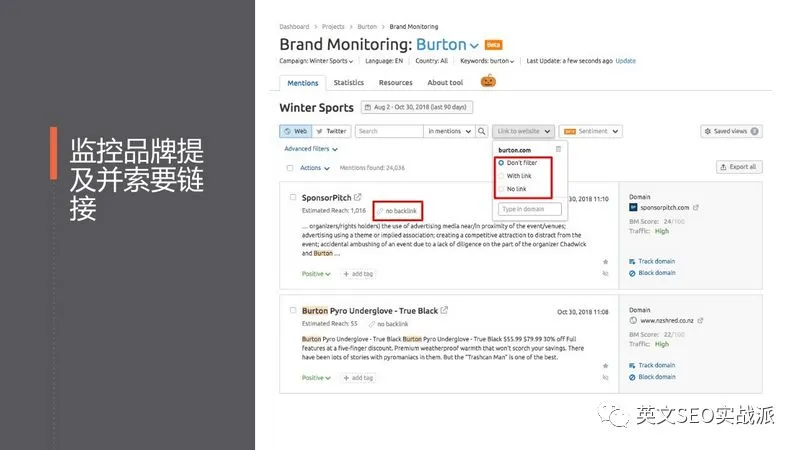 监控品牌提
及并索要链
接
Dashboard > Projects > Burton > Brand Monitoring
Brand Monitoring: Burton Beta
Campaign: Winter Sports Language: EN Country: All Keywords: burton Last Update: a few seconds ago Update
Mentions Statistics Resources About tool
Winter Sports Aug 2 - Oct 30, 2018 (last 90 days)
Web Twitter Search in mentions Link to website Beta Sentiment Saved views
Advanced filters
burton.com
Don't filter
With link
No link
Type in domain
Actions Mentions found: 24,036
Export all
SponsorPitch
30, 2018 11:10
Estimated Reach: 1,016 no backlink
... organizers/rights holders) the use of advertising media near/in proximity of the event/venues;
advertising using a theme or implied association; creating a competitive attraction to distract from the
event; accidental ambushing of an event due to a lack of diligence on the part of the organizer Chadwick
and Burton ...
Positive + add tag
Domain
sponsorpitch.com
BM Score: 24/100
Traffic: High
Track domain
Block domain
Burton Pyro Underglove - True Black
Oct 30, 2018 11:08
Estimated Reach: 55 no backlink
Burton Pyro Underglove - True Black Burton Pyro Underglove - True Black $55.99 $79.99 30% off Full
features at a five-finger discount. Premium weatherproof warmth that won't scorch your savings. There
have been lots of stories with pyromaniacs in them. But the "Trashcan Man" is one of the best.
Positive + add tag
Domain
www.nzshred.co.nz
BM Score: 22/100
Traffic: High
Track domain
Block domain
英文SEO实战派